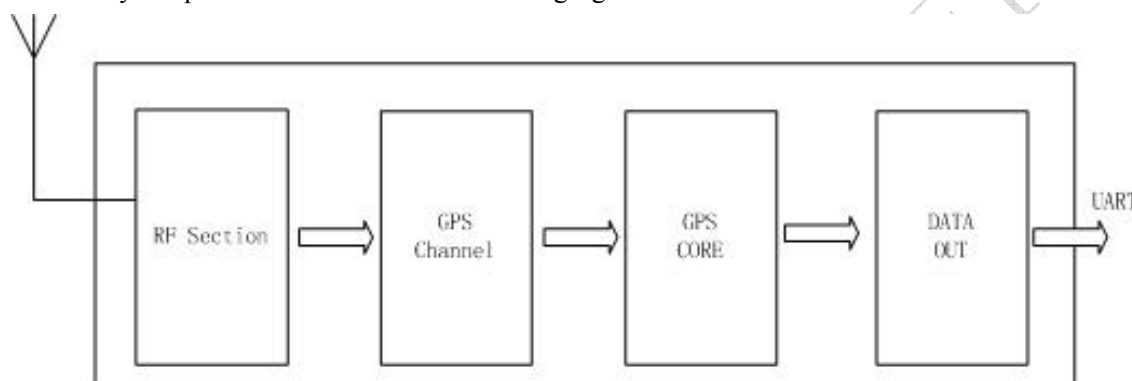 RF Section
GPS
Channel
GPS
CORE
DATA
OUT
UART